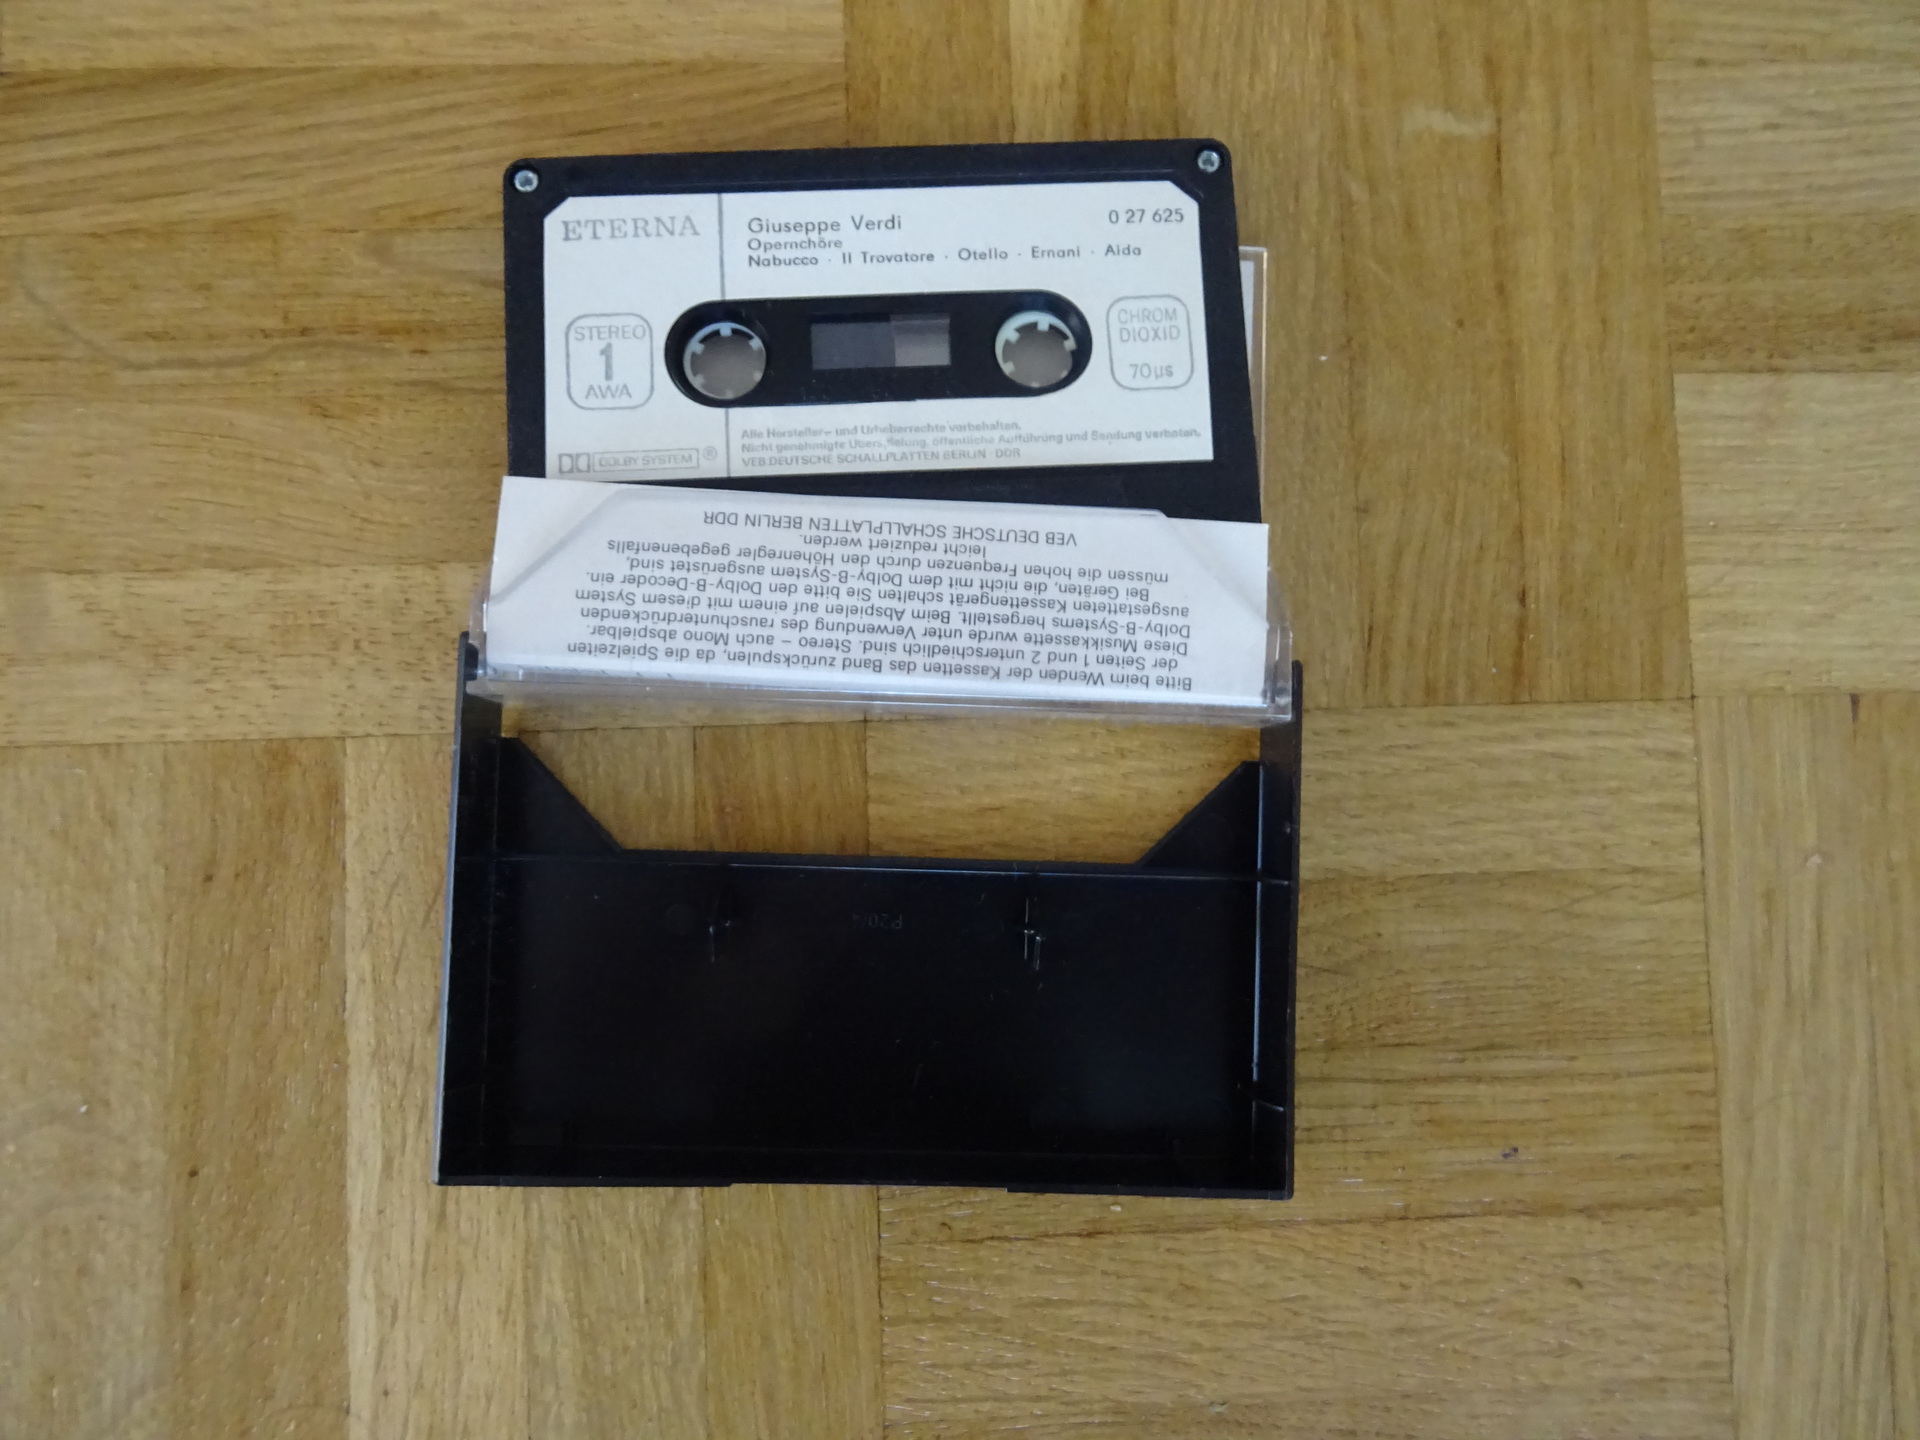 ETERNA
Giuseppe Verdi
0 27 625
Opernchöre
Nabucco · Il Trovatore · Otello · Ernani · Aida
STEREO
1
AWA
CHROM
DIOXID
70µs
DOLBY SYSTEM ®
Alle Hersteller- und Urheberrechte vorbehalten.
Nicht genehmigte öffentliche Aufführung und Sendung verboten.
VEB DEUTSCHE SCHALLPLATTEN BERLIN · DDR
Bitte beim Wenden der Kassetten das Band zurückspulen, da die Spielzeiten
der Seiten 1 und 2 unterschiedlich sind. Stereo – auch Mono abspielbar.
Diese Musikkassette wurde unter Verwendung des rauschunterdrückenden
Dolby-B-Systems hergestellt. Beim Abspielen auf einem mit diesem System
ausgestatteten Kassettengerät schalten Sie bitte den Dolby-B-Decoder ein.
Bei Geräten, die nicht mit dem Dolby-B-System ausgerüstet sind,
müssen die hohen Frequenzen durch den Höhenregler gegebenenfalls
leicht reduziert werden.
VEB DEUTSCHE SCHALLPLATTEN BERLIN DDR